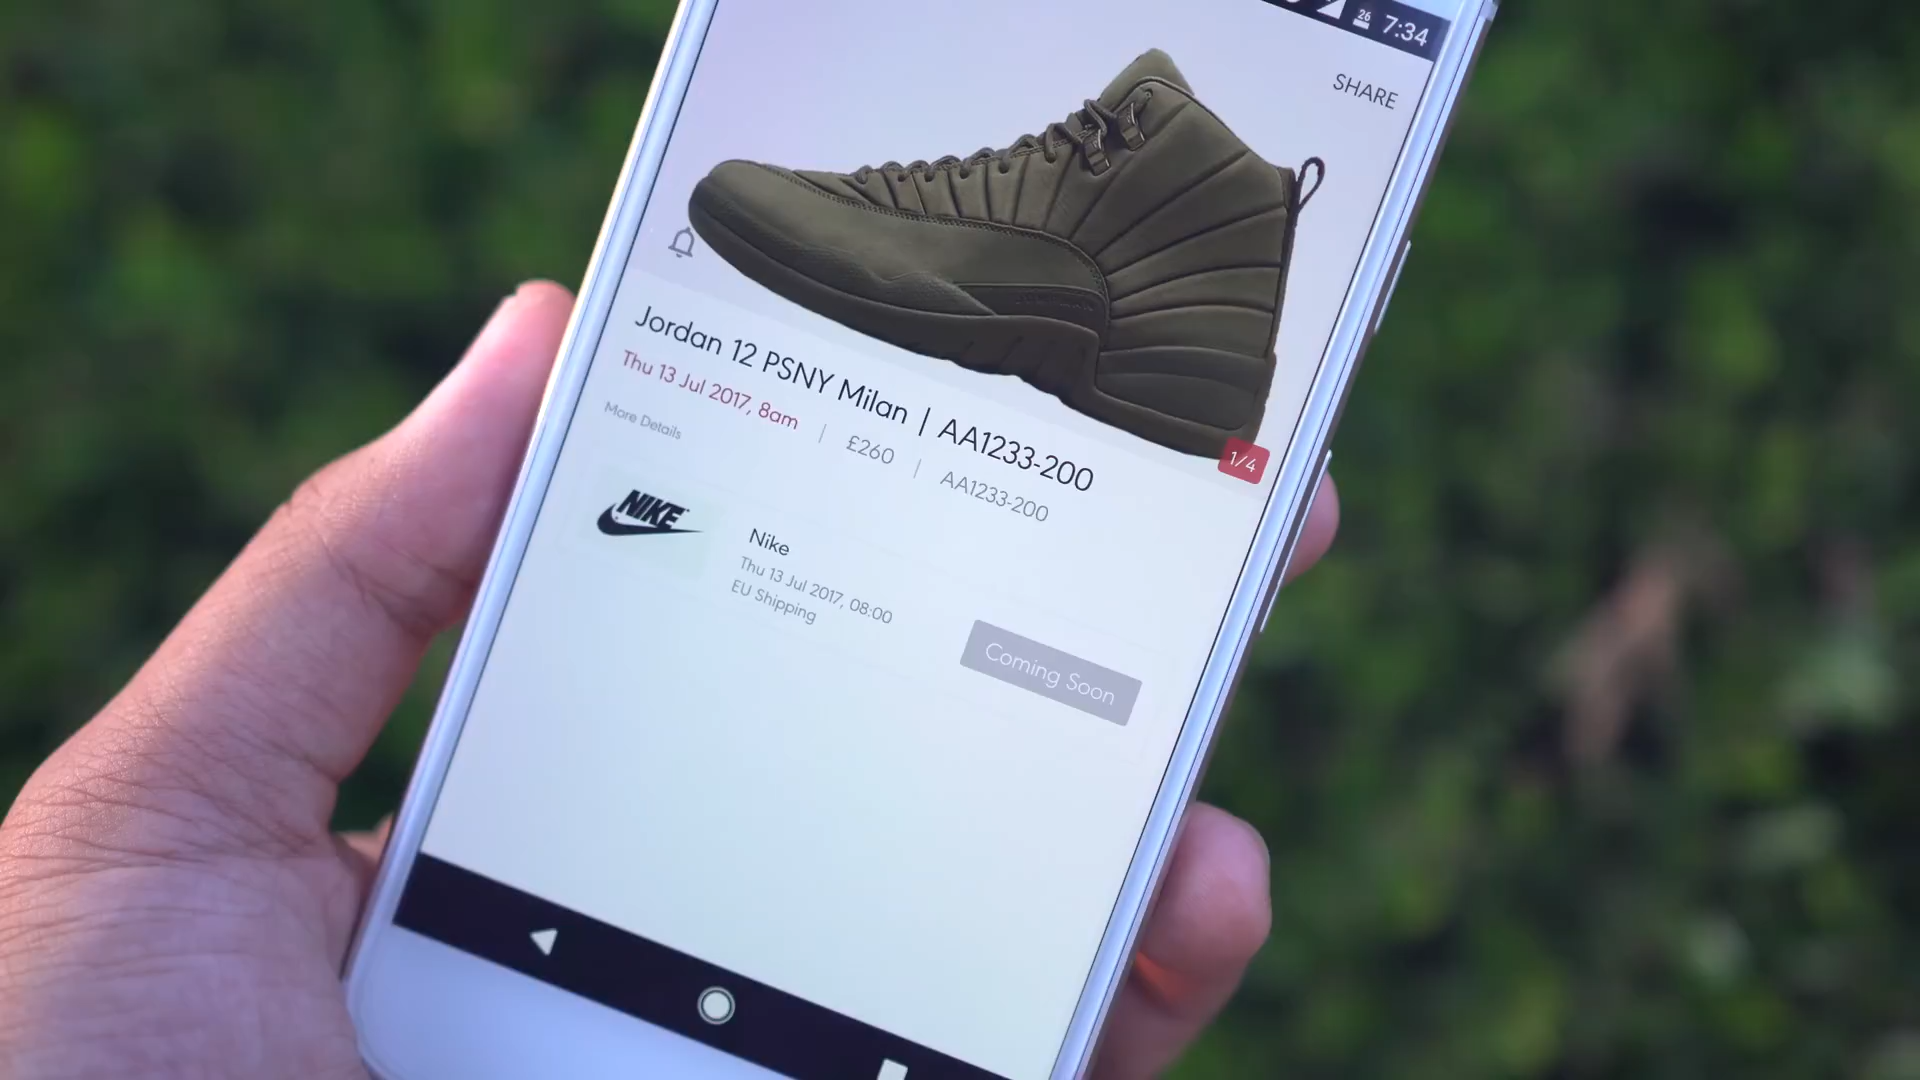 26 7:34
SHARE
Jordan 12 PSNY Milan | AA1233-200
Thu 13 Jul 2017, 8am | £260 | AA1233-200
1/4
More Details
NIKE
Nike
Thu 13 Jul 2017, 08:00
EU Shipping
Coming Soon